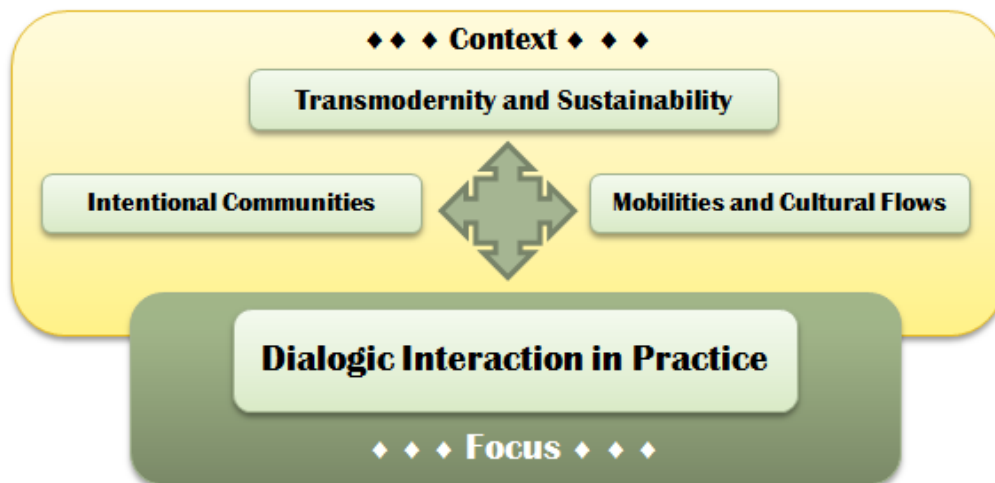 ♦ ♦ ♦ Context ♦ ♦ ♦
Transmodernity and Sustainability
Intentional Communities
Mobilities and Cultural Flows
Dialogic Interaction in Practice
♦ ♦ ♦ Focus ♦ ♦ ♦